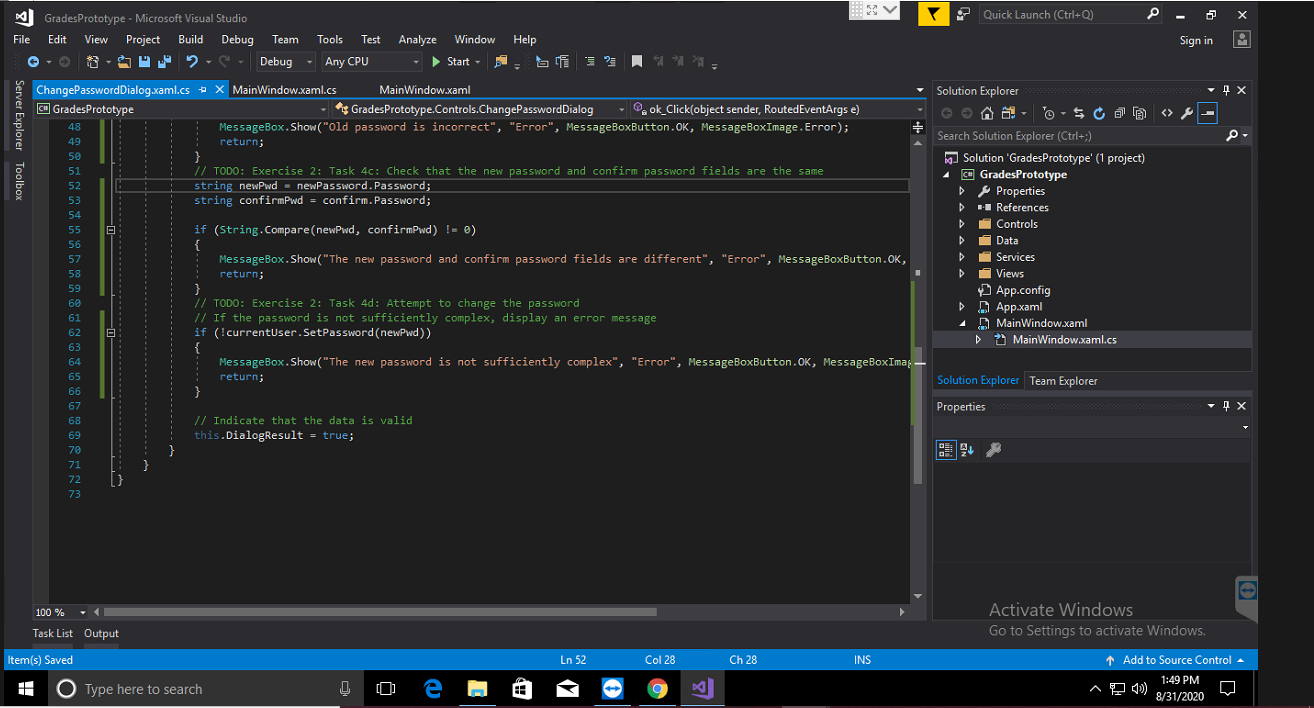 GradesPrototype - Microsoft Visual Studio
Quick Launch (Ctrl+Q)
File Edit View Project Build Debug Team Tools Test Analyze Window Help
Sign in
Debug Any CPU Start
Server Explorer
Toolbox
ChangePasswordDialog.xaml.cs MainWindow.xaml.cs MainWindow.xaml
GradesPrototype GradesPrototype.Controls.ChangePasswordDialog ok_Click(object sender, RoutedEventArgs e)
48 MessageBox.Show("Old password is incorrect", "Error", MessageBoxButton.OK, MessageBoxImage.Error);
49 return;
50 }
51 // TODO: Exercise 2: Task 4c: Check that the new password and confirm password fields are the same
52 string newPwd = newPassword.Password;
53 string confirmPwd = confirm.Password;
54
55 if (String.Compare(newPwd, confirmPwd) != 0)
56 {
57 MessageBox.Show("The new password and confirm password fields are different", "Error", MessageBoxButton.OK,
58 return;
59 }
60 // TODO: Exercise 2: Task 4d: Attempt to change the password
61 // If the password is not sufficiently complex, display an error message
62 if (!currentUser.SetPassword(newPwd))
63 {
64 MessageBox.Show("The new password is not sufficiently complex", "Error", MessageBoxButton.OK, MessageBoxImag
65 return;
66 }
67
68 // Indicate that the data is valid
69 this.DialogResult = true;
70 }
71 }
72 }
73
100 %
Task List Output
Solution Explorer
Search Solution Explorer (Ctrl+;)
Solution 'GradesPrototype' (1 project)
C# GradesPrototype
Properties
References
Controls
Data
Services
Views
App.config
App.xaml
MainWindow.xaml
MainWindow.xaml.cs
Solution Explorer Team Explorer
Properties
Activate Windows
Go to Settings to activate Windows.
Item(s) Saved Ln 52 Col 28 Ch 28 INS Add to Source Control
Type here to search
1:49 PM
8/31/2020